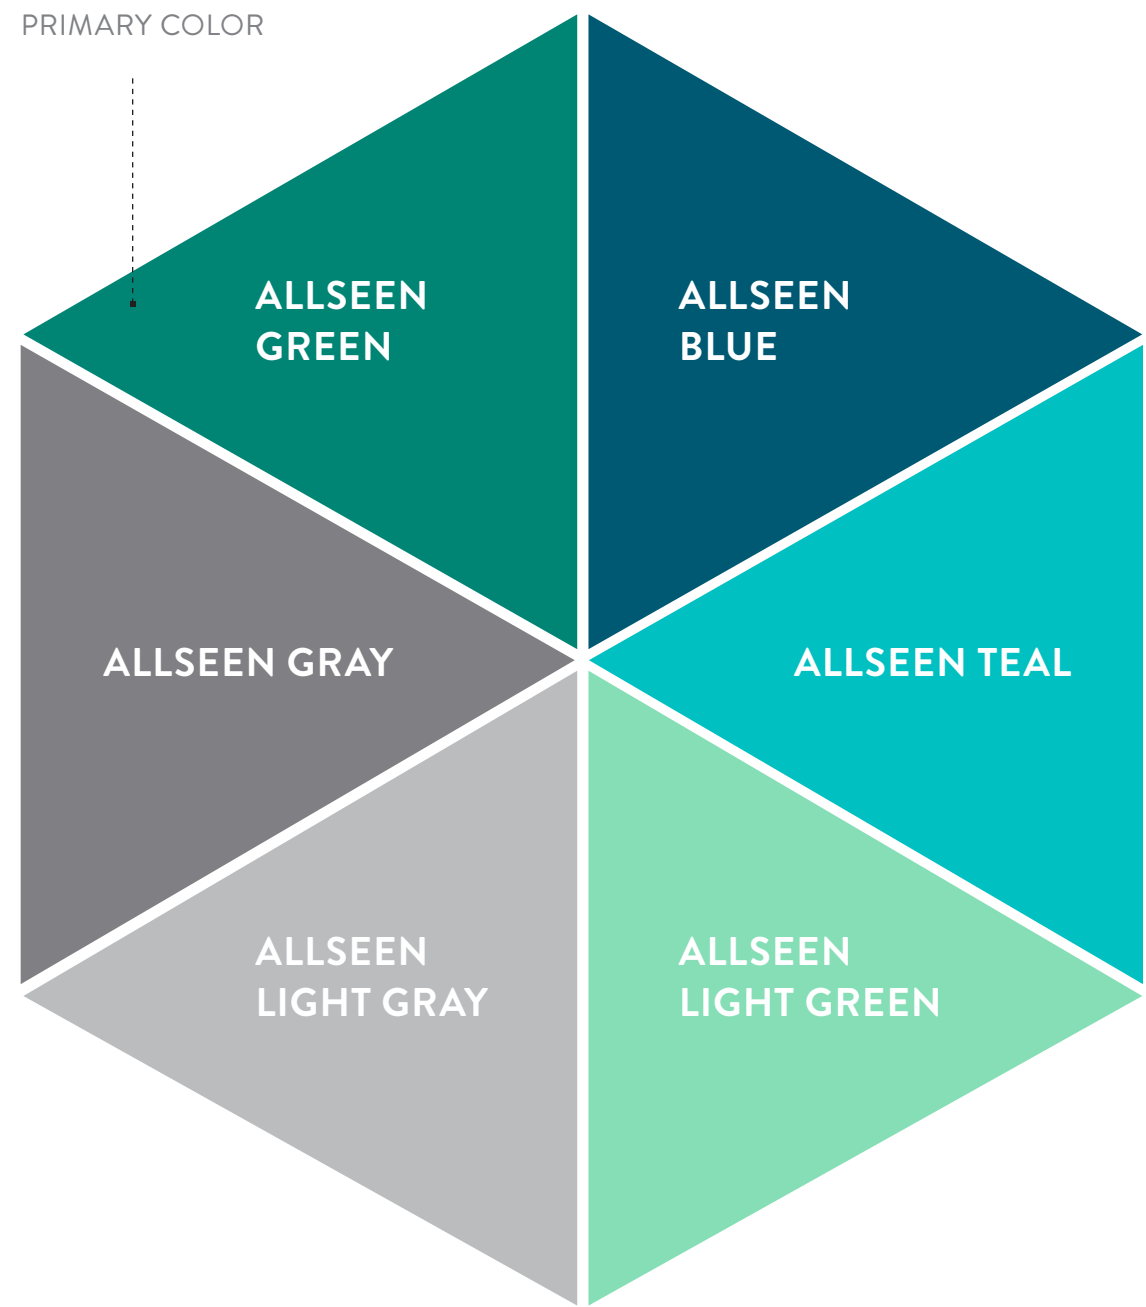 PRIMARY COLOR
ALLSEEN
GREEN
ALLSEEN
BLUE
ALLSEEN GRAY
ALLSEEN TEAL
ALLSEEN
LIGHT GRAY
ALLSEEN
LIGHT GREEN